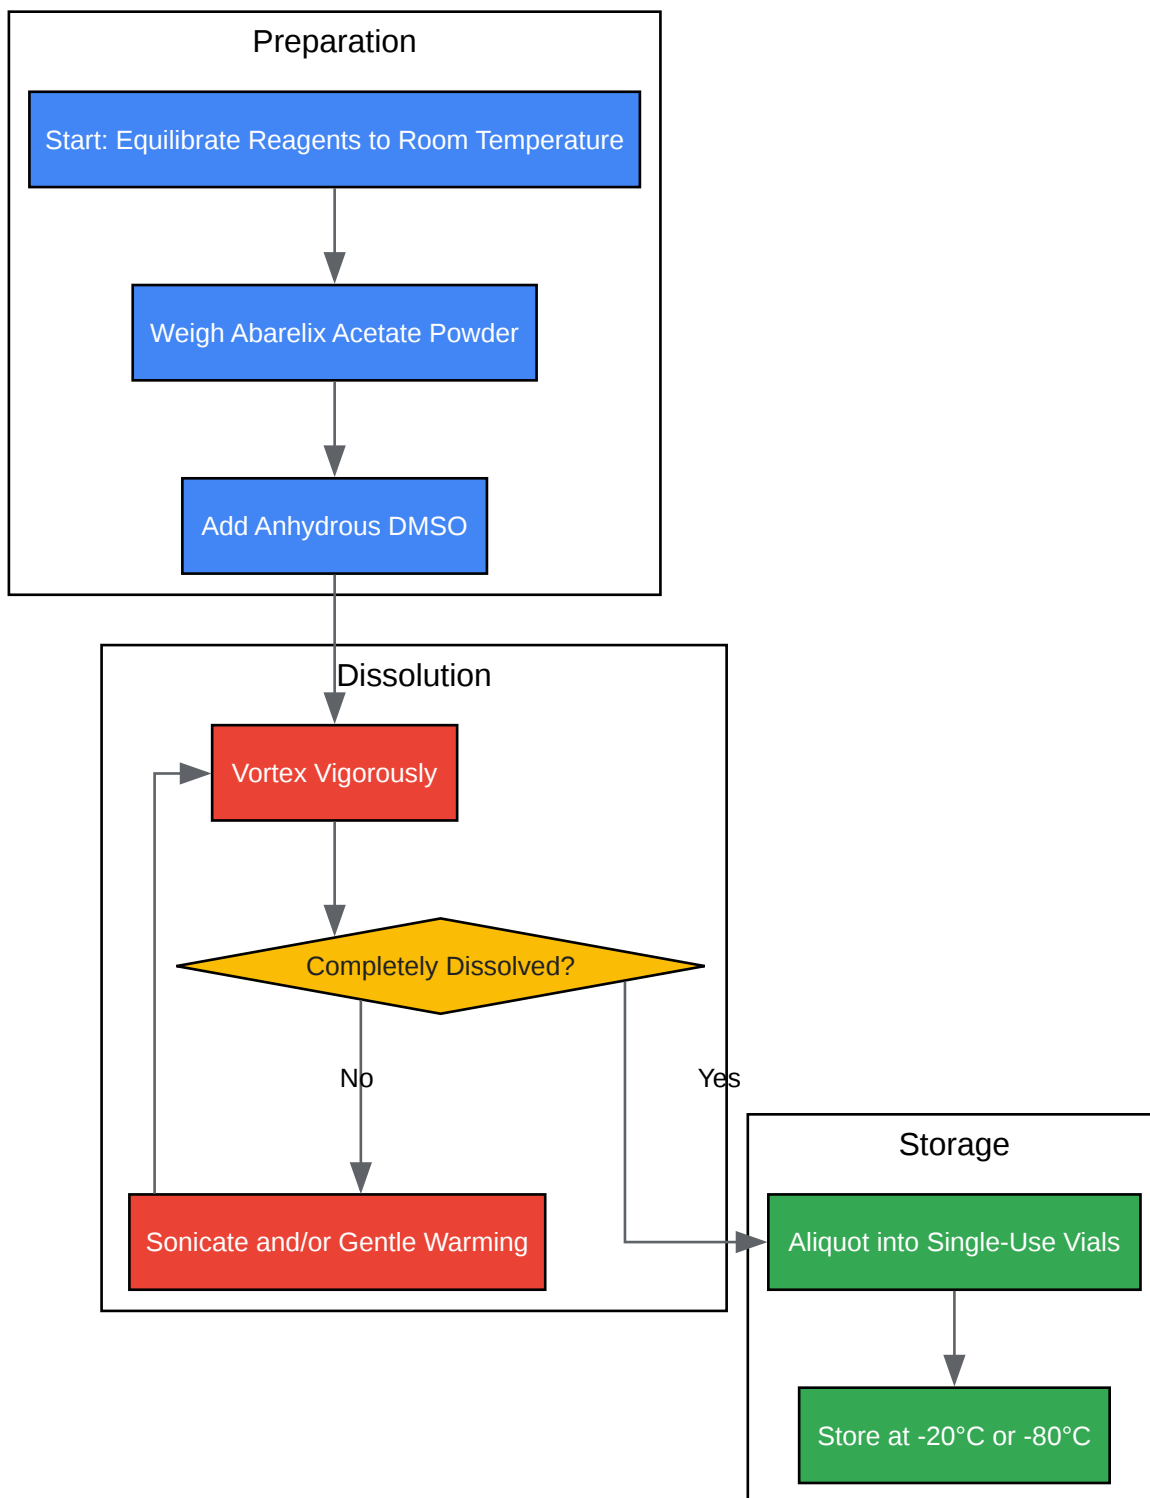 Preparation
Start: Equilibrate Reagents to Room Temperature
Weigh Abarelix Acetate Powder
Add Anhydrous DMSO
Dissolution
Vortex Vigorously
Completely Dissolved?
No
Yes
Storage
Sonicate and/or Gentle Warming
Aliquot into Single-Use Vials
Store at -20°C or -80°C